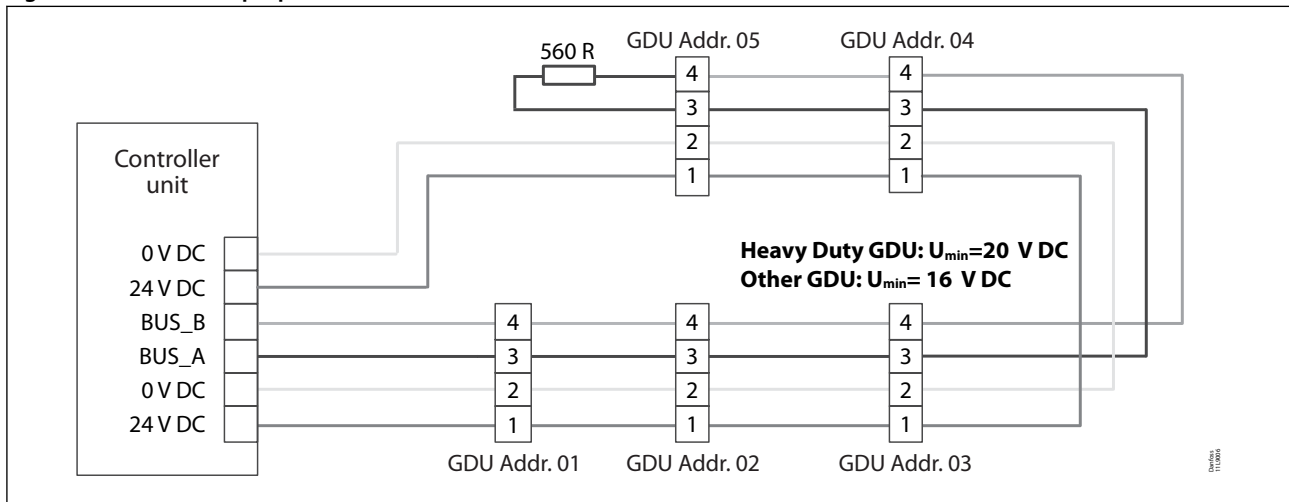 560 R
GDU Addr. 05
GDU Addr. 04
4
4
3
3
2
2
1
1
Controller
unit
Heavy Duty GDU: Umin=20 V DC
Other GDU: Umin= 16 V DC
0 V DC
24 V DC
BUS_B
4
4
4
BUS_A
3
3
3
0 V DC
2
2
2
24 V DC
1
1
1
GDU Addr. 01
GDU Addr. 02
GDU Addr. 03
Danfoss